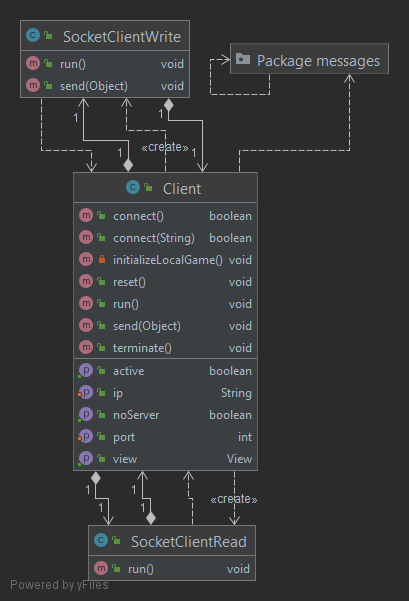 SocketClientWrite
run() void
send(Object) void
Package messages
1 1
«create»
1 1
Client
connect() boolean
connect(String) boolean
initializeLocalGame() void
reset() void
run() void
send(Object) void
terminate() void
active boolean
ip String
noServer boolean
port int
view View
1 1
«create»
1 1
SocketClientRead
run() void
Powered by yFiles